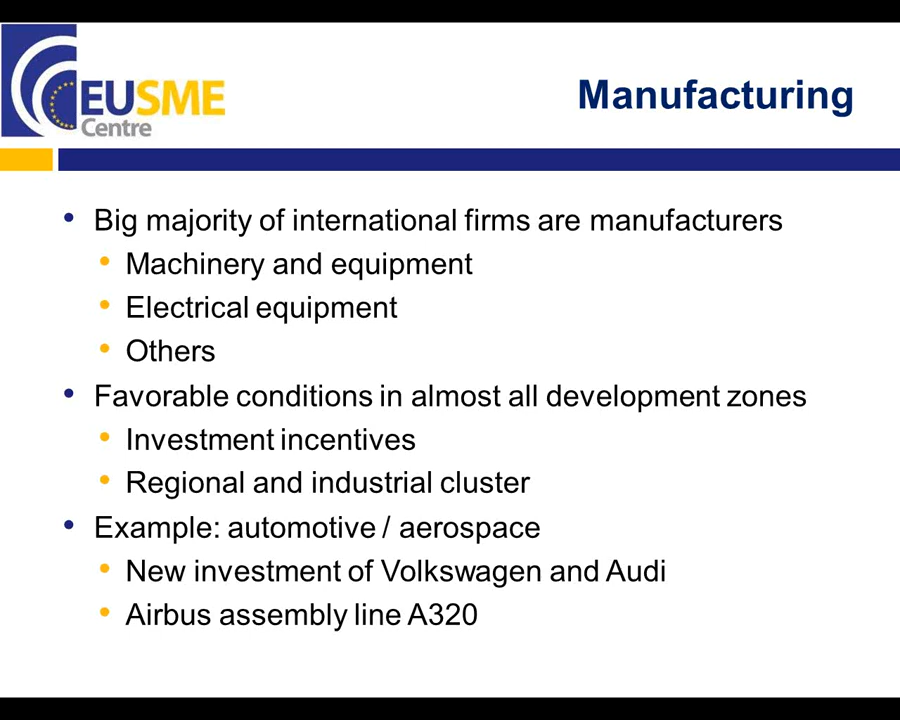 EUSME
Centre
Manufacturing
• Big majority of international firms are manufacturers
• Machinery and equipment
• Electrical equipment
• Others
• Favorable conditions in almost all development zones
• Investment incentives
• Regional and industrial cluster
• Example: automotive / aerospace
• New investment of Volkswagen and Audi
• Airbus assembly line A320